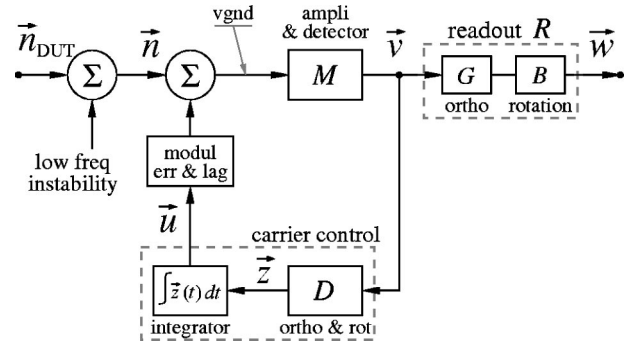 vgnd
ampli
& detector
readout R
n⃗DUT
Σ
n⃗
Σ
M
v⃗
G
B
w⃗
ortho
rotation
low freq
instability
modul
err & lag
u⃗
carrier control
∫z⃗(t) dt
z⃗
D
integrator
ortho & rot